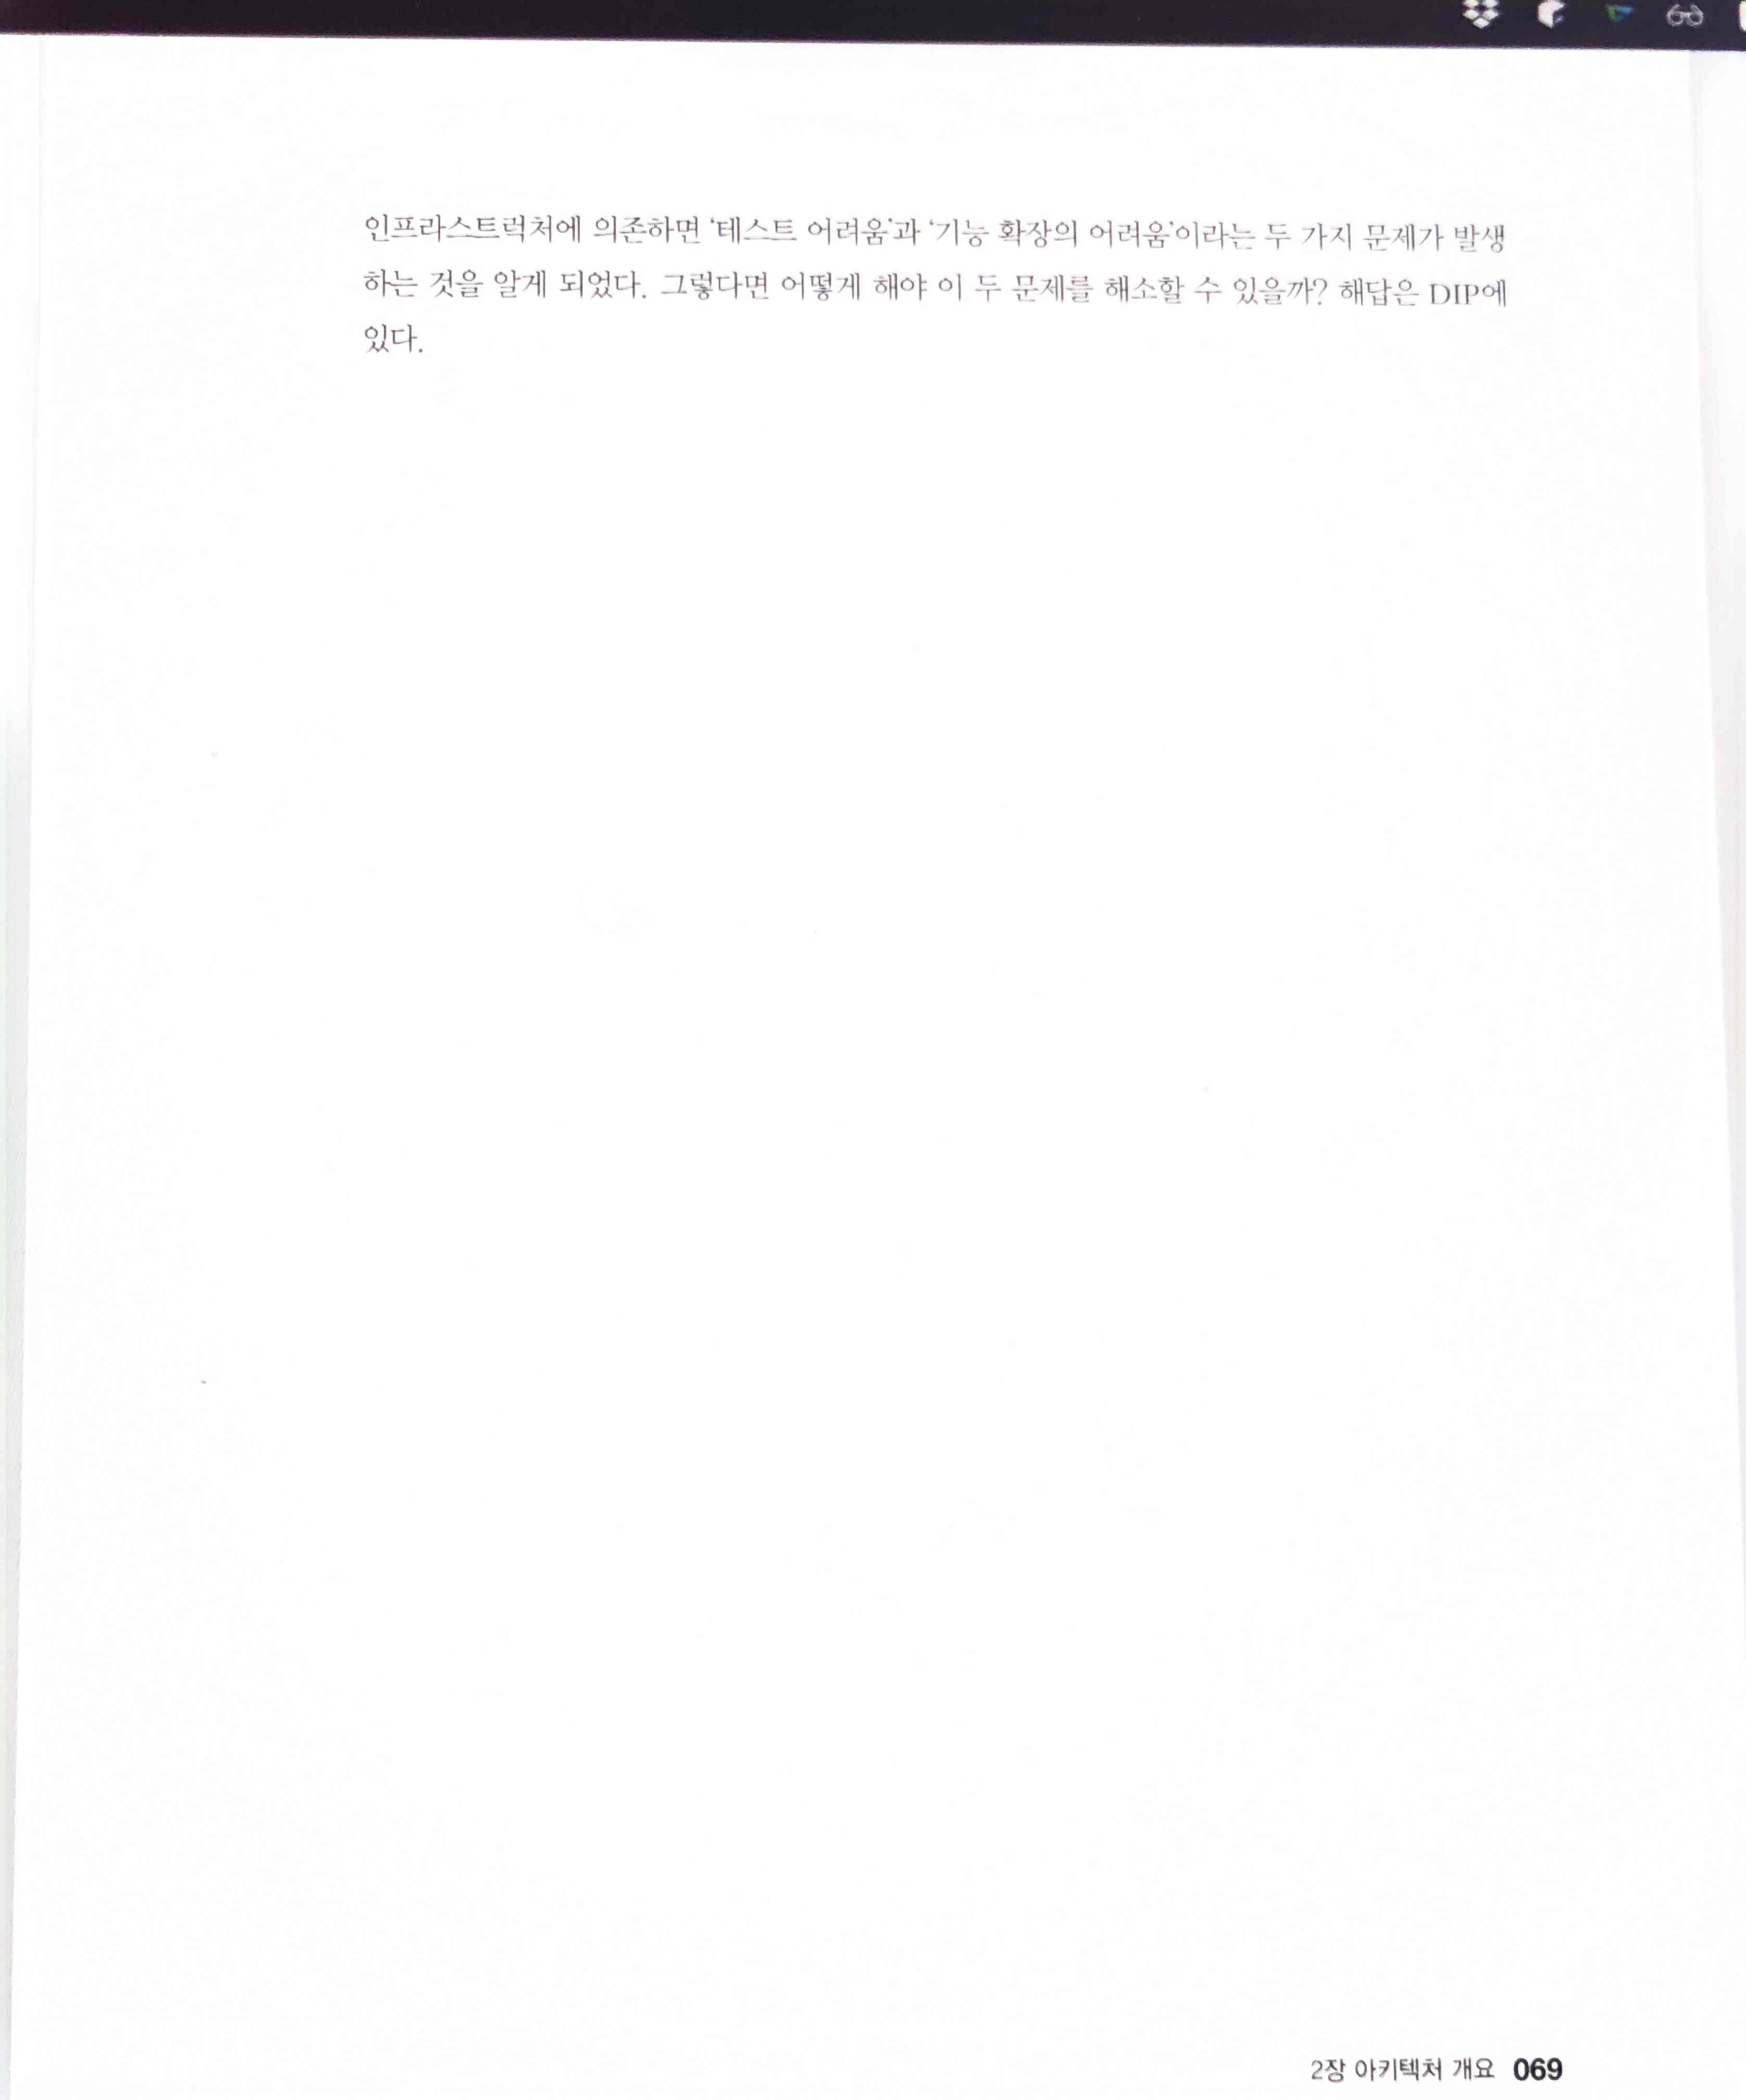 인프라스트럭처에 의존하면 ‘테스트 어려움’과 ‘기능 확장의 어려움’이라는 두 가지 문제가 발생
하는 것을 알게 되었다. 그렇다면 어떻게 해야 이 두 문제를 해소할 수 있을까? 해답은 DIP에
있다.
2장 아키텍처 개요 069